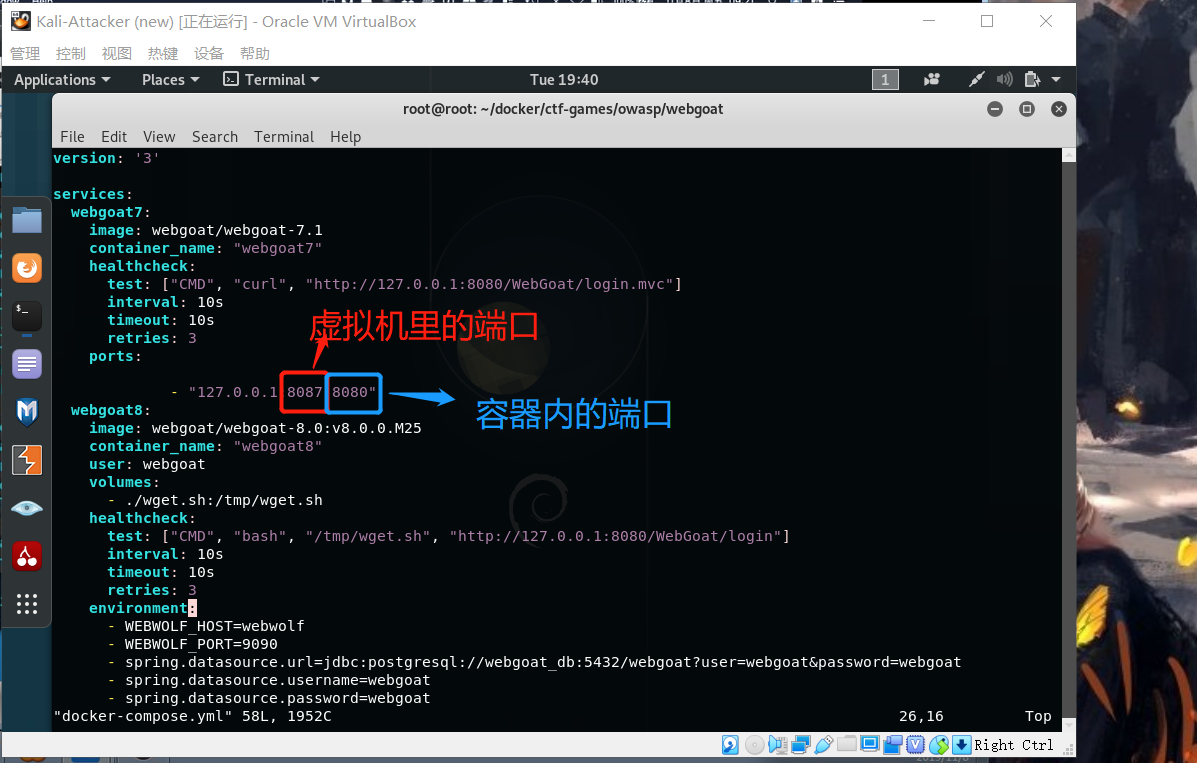 Kali-Attacker (new) [正在运行] - Oracle VM VirtualBox
管理 控制 视图 热键 设备 帮助
Applications Places Terminal Tue 19:40 1
root@root: ~/docker/ctf-games/owasp/webgoat
File Edit View Search Terminal Help
version: '3'
services:
webgoat7:
image: webgoat/webgoat-7.1
container_name: "webgoat7"
healthcheck:
test: ["CMD", "curl", "http://127.0.0.1:8080/WebGoat/login.mvc"]
interval: 10s
timeout: 10s
retries: 3
虚拟机里的端口
ports:
- "127.0.0.1 8087 8080"
容器内的端口
webgoat8:
image: webgoat/webgoat-8.0:v8.0.0.M25
container_name: "webgoat8"
user: webgoat
volumes:
- ./wget.sh:/tmp/wget.sh
healthcheck:
test: ["CMD", "bash", "/tmp/wget.sh", "http://127.0.0.1:8080/WebGoat/login"]
interval: 10s
timeout: 10s
retries: 3
environment:
- WEBWOLF_HOST=webwolf
- WEBWOLF_PORT=9090
- spring.datasource.url=jdbc:postgresql://webgoat_db:5432/webgoat?user=webgoat&password=webgoat
- spring.datasource.username=webgoat
- spring.datasource.password=webgoat
"docker-compose.yml" 58L, 1952C 26,16 Top
Right Ctrl